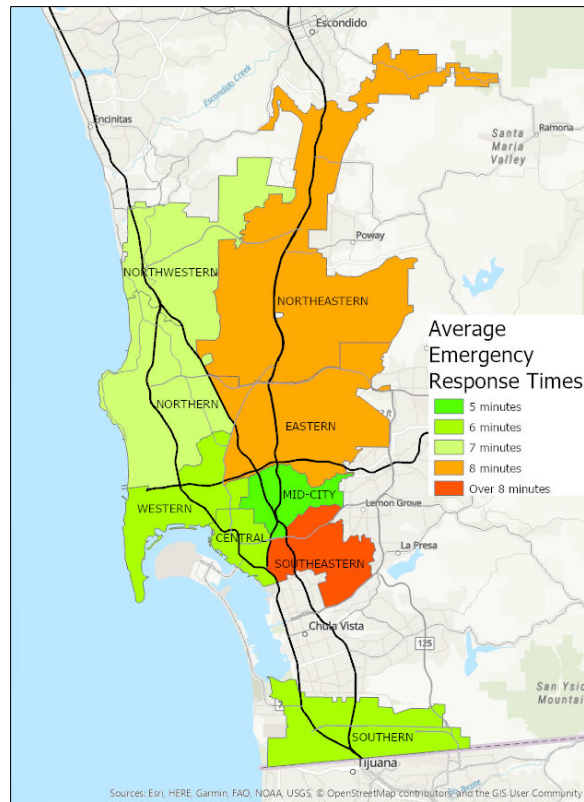 Escondido
Escondido Creek
Encinitas
Ramona
Santa
Maria
Valley
Poway
NORTHWESTERN
NORTHEASTERN
Average
Emergency
Response Times
5 minutes
6 minutes
7 minutes
8 minutes
Over 8 minutes
NORTHERN
EASTERN
MID-CITY
WESTERN
Lemon Grove
CENTRAL
La Presa
SOUTHEASTERN
Chula Vista
125
San Ysid
Mountain
SOUTHERN
Tijuana
Sources: Esri, HERE, Garmin, FAO, NOAA, USGS, © OpenStreetMap contributors, and the GIS User Community